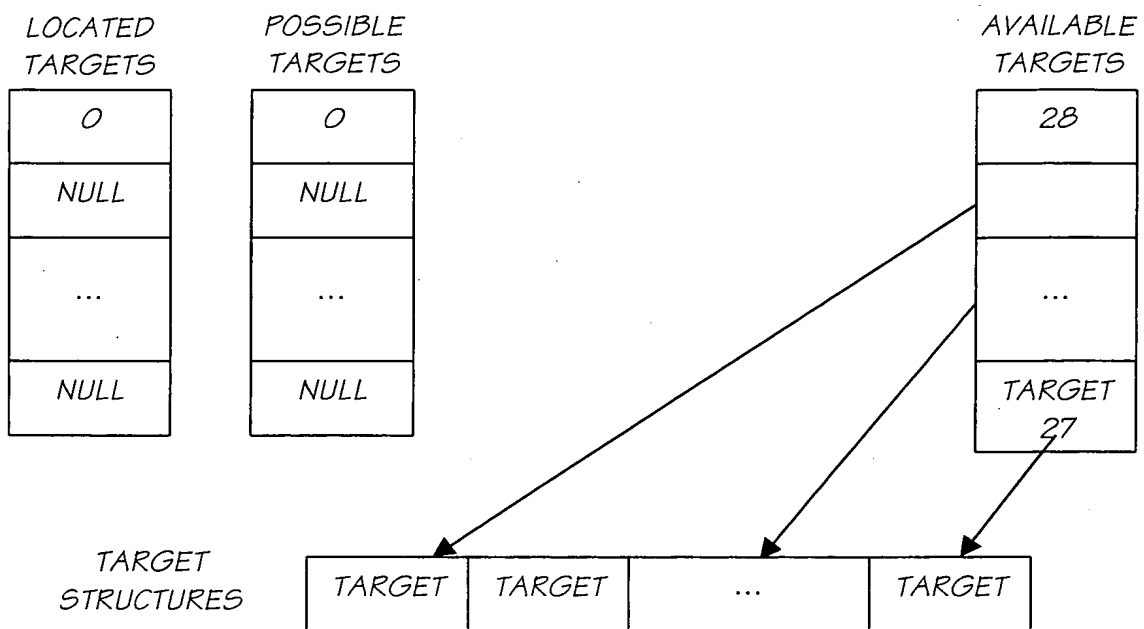 LOCATED
TARGETS
0
NULL
...
NULL
POSSIBLE
TARGETS
0
NULL
...
NULL
AVAILABLE
TARGETS
28
...
TARGET
27
TARGET
STRUCTURES
TARGET
TARGET
...
TARGET